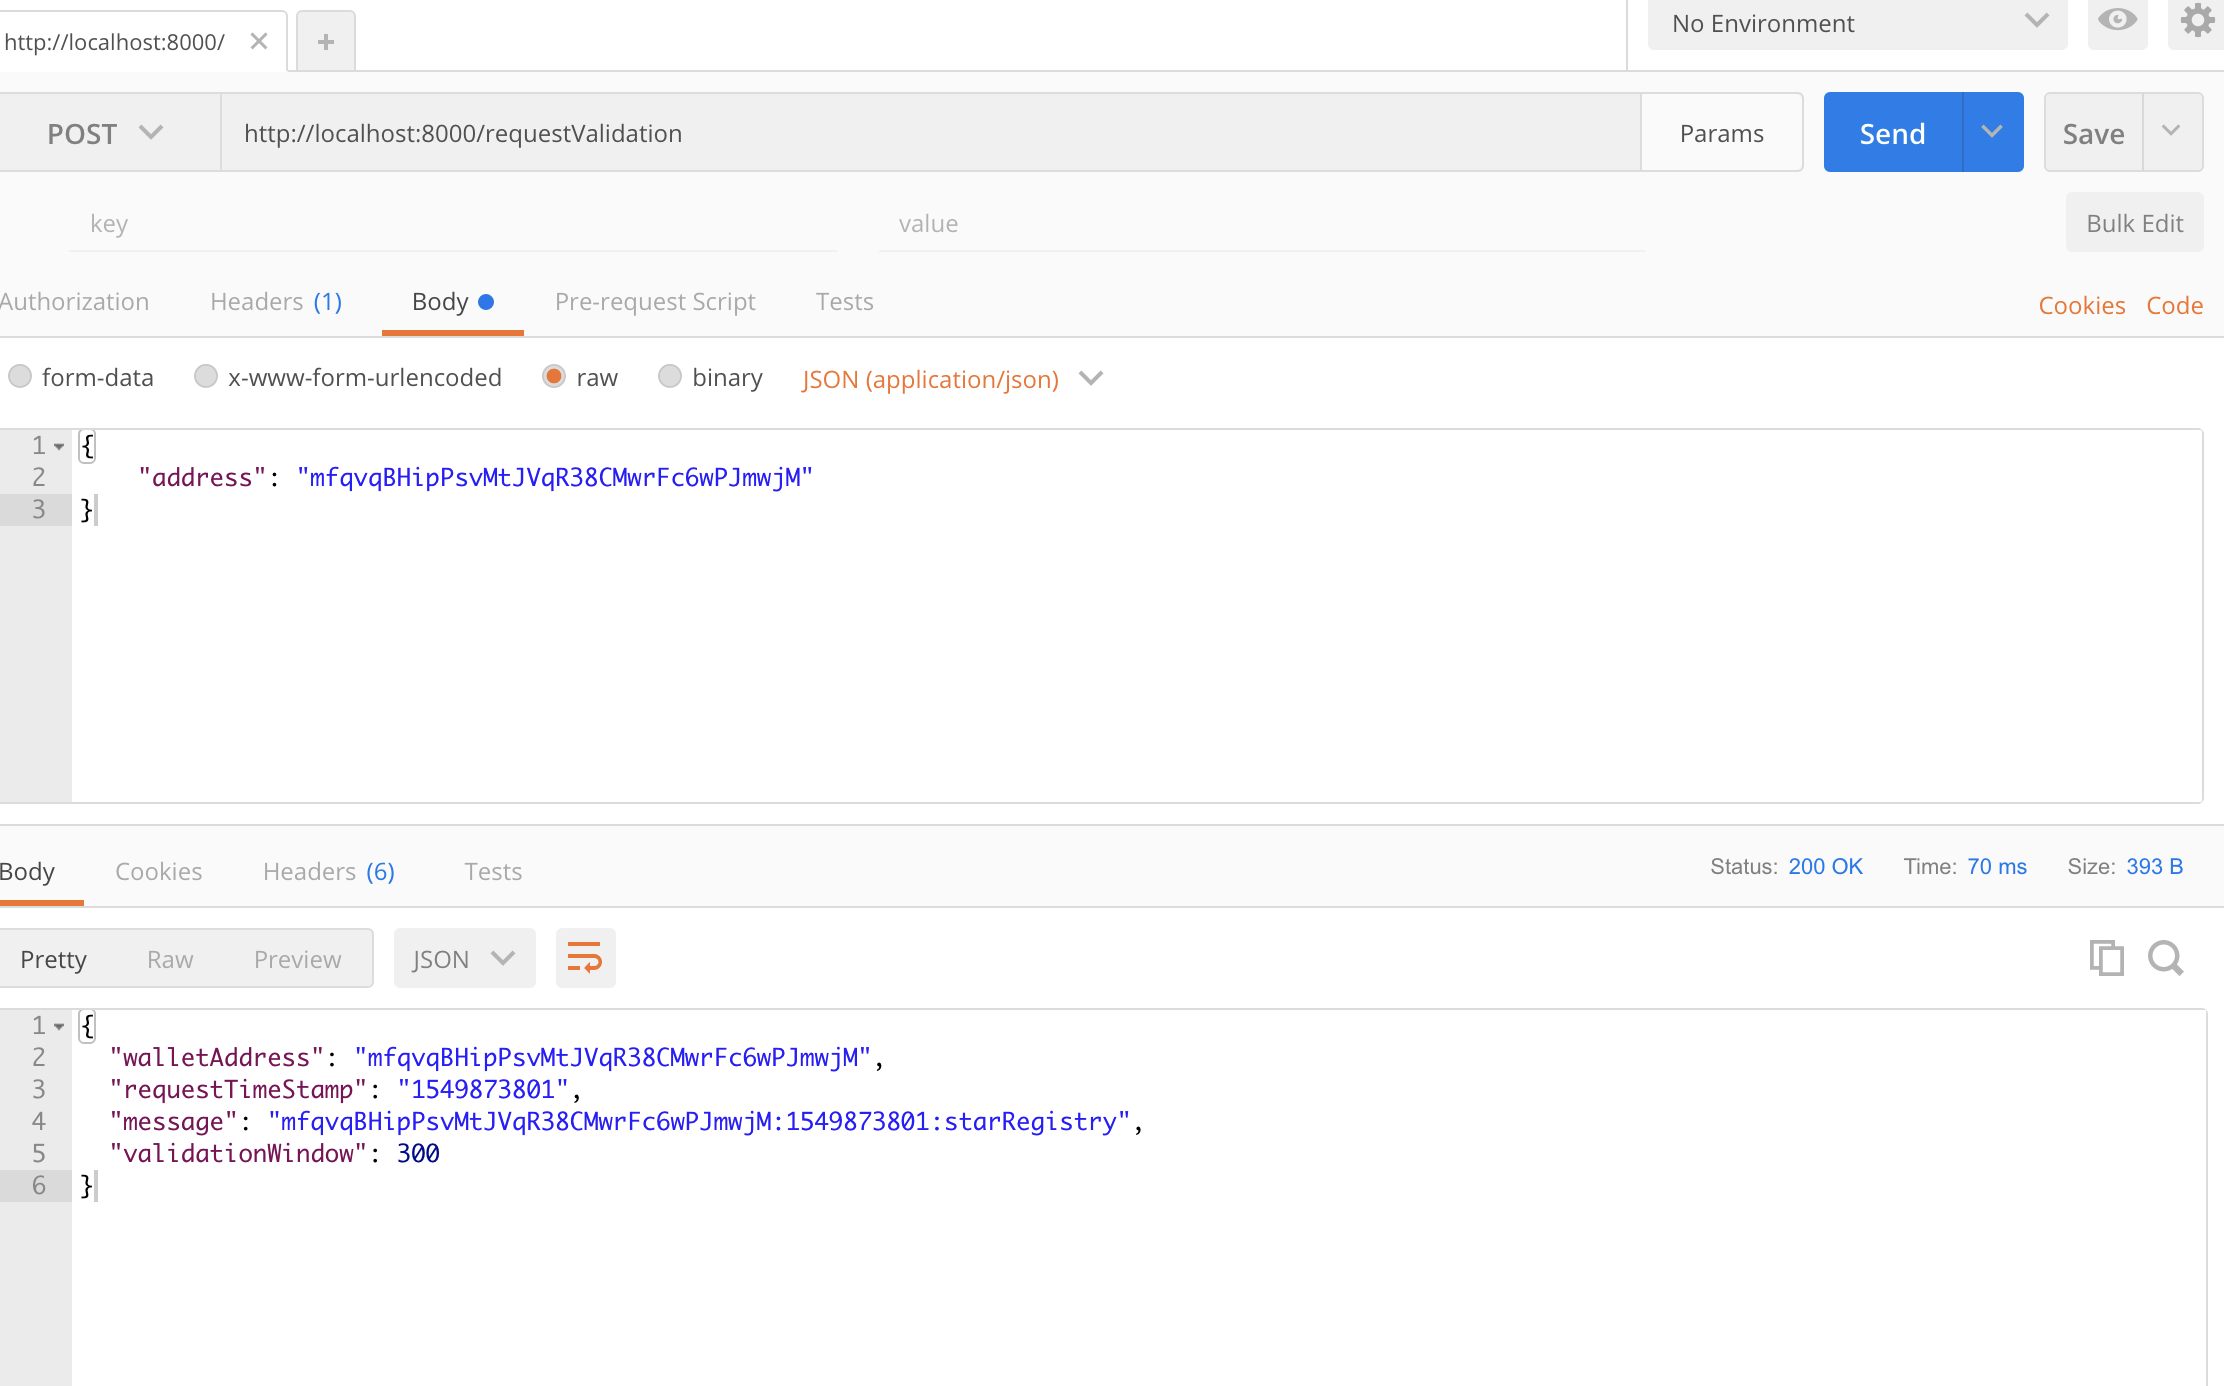 http://localhost:8000/
No Environment
POST http://localhost:8000/requestValidation Params Send Save
key value Bulk Edit
Authorization Headers (1) Body Pre-request Script Tests Cookies Code
form-data x-www-form-urlencoded raw binary JSON (application/json)
1 {
2 "address": "mfqvqBHipPsvMtJVqR38CMwrFc6wPJmwjM"
3 }
Body Cookies Headers (6) Tests Status: 200 OK Time: 70 ms Size: 393 B
Pretty Raw Preview JSON
1 {
2 "walletAddress": "mfqvqBHipPsvMtJVqR38CMwrFc6wPJmwjM",
3 "requestTimeStamp": "1549873801",
4 "message": "mfqvqBHipPsvMtJVqR38CMwrFc6wPJmwjM:1549873801:starRegistry",
5 "validationWindow": 300
6 }